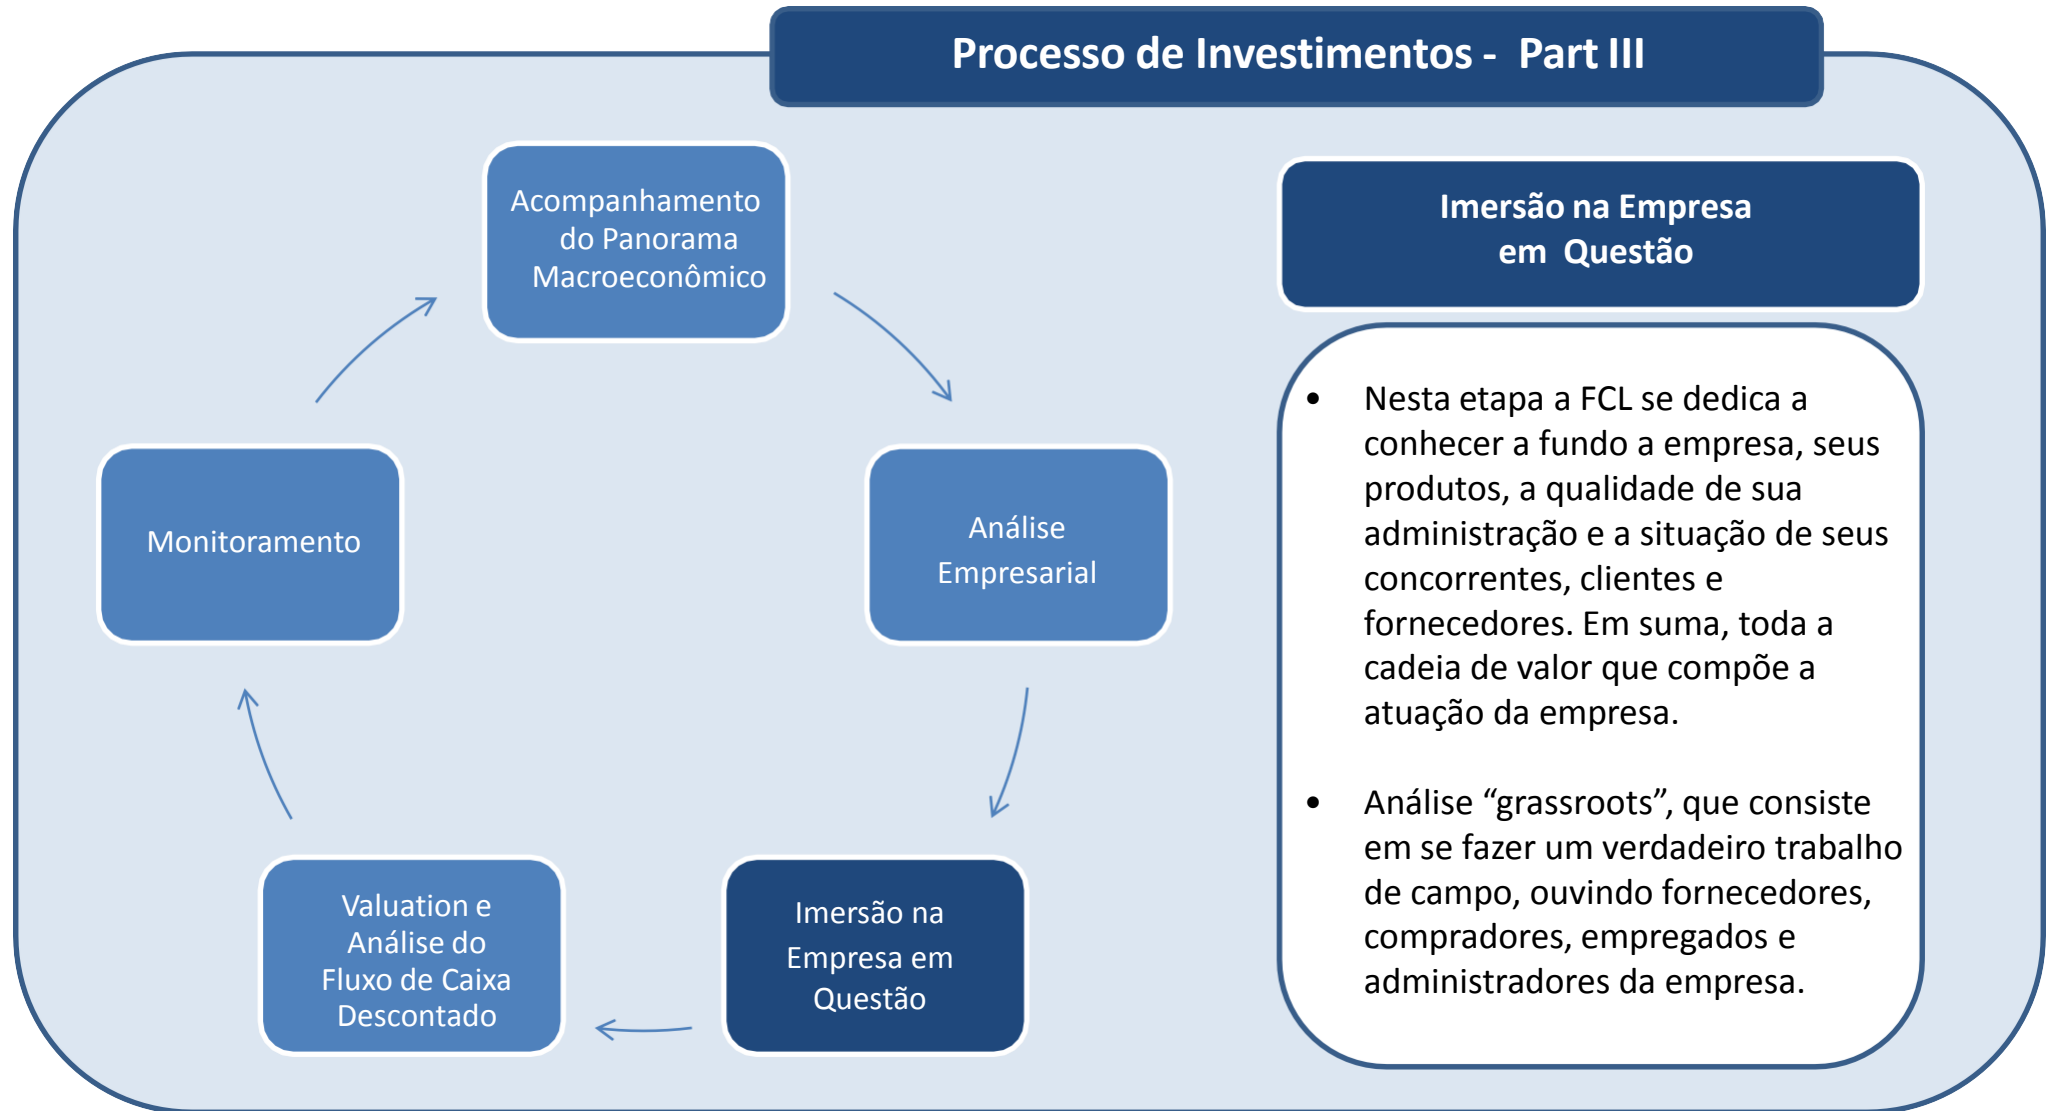 Processo de Investimentos - Part III
Acompanhamento
do Panorama
Macroeconômico
Análise
Empresarial
Imersão na
Empresa em
Questão
Valuation e
Análise do
Fluxo de Caixa
Descontado
Monitoramento
Imersão na Empresa
em Questão
• Nesta etapa a FCL se dedica a
conhecer a fundo a empresa, seus
produtos, a qualidade de sua
administração e a situação de seus
concorrentes, clientes e
fornecedores. Em suma, toda a
cadeia de valor que compõe a
atuação da empresa.
• Análise “grassroots”, que consiste
em se fazer um verdadeiro trabalho
de campo, ouvindo fornecedores,
compradores, empregados e
administradores da empresa.